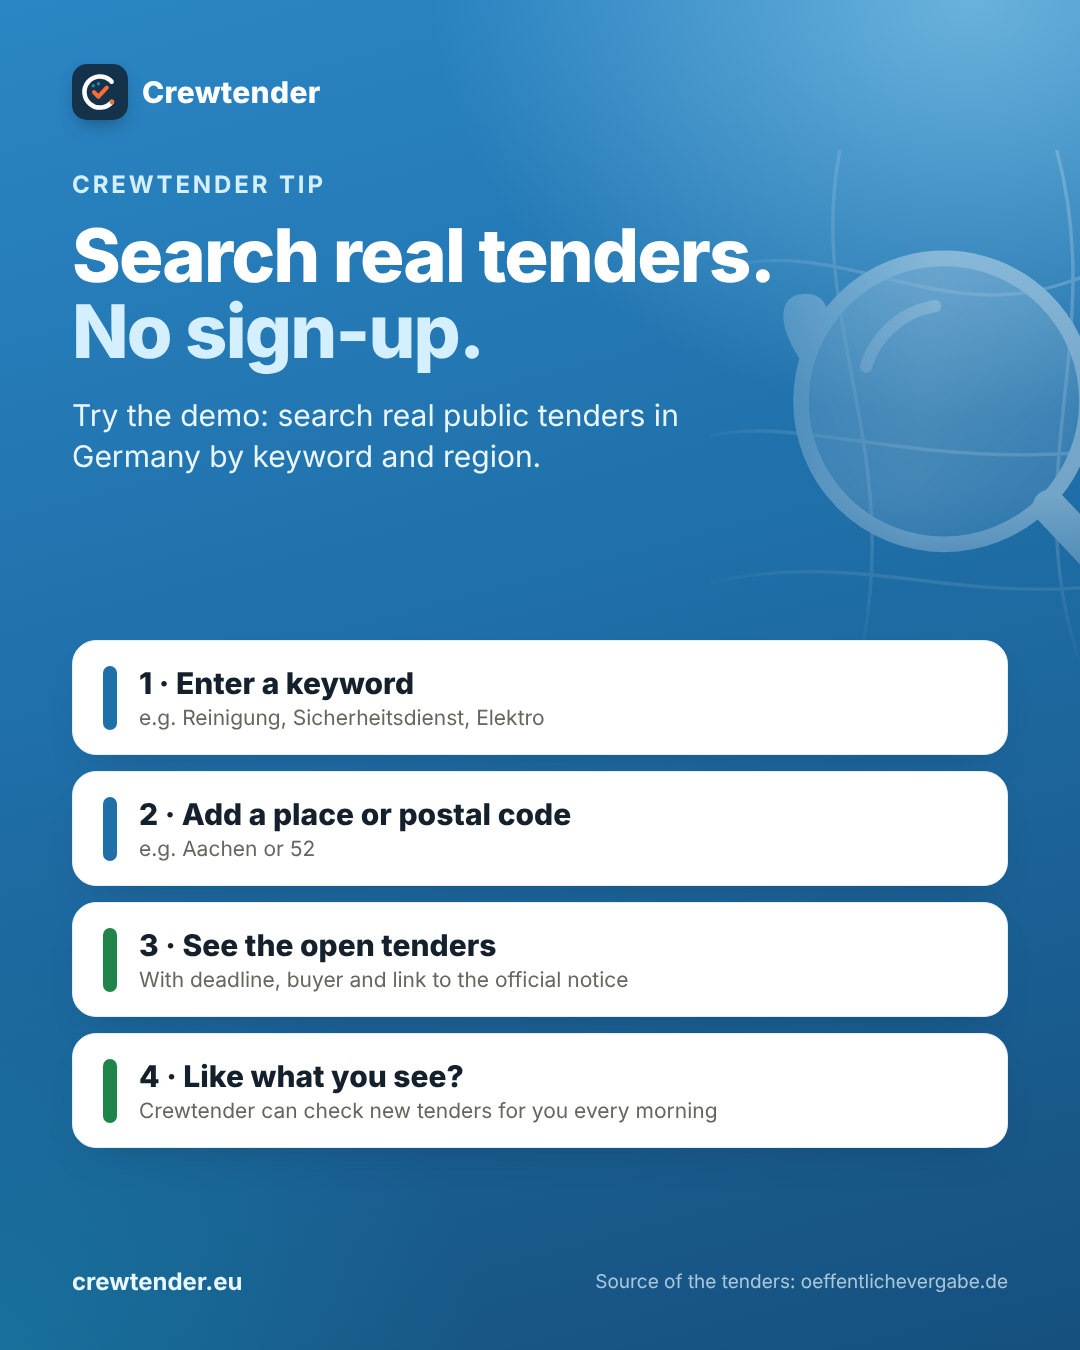 Crewtender
CREWTENDER TIP
Search real tenders.
No sign-up.
Try the demo: search real public tenders in
Germany by keyword and region.
1 · Enter a keyword
e.g. Reinigung, Sicherheitsdienst, Elektro
2 · Add a place or postal code
e.g. Aachen or 52
3 · See the open tenders
With deadline, buyer and link to the official notice
4 · Like what you see?
Crewtender can check new tenders for you every morning
crewtender.eu
Source of the tenders: oeffentlichevergabe.de